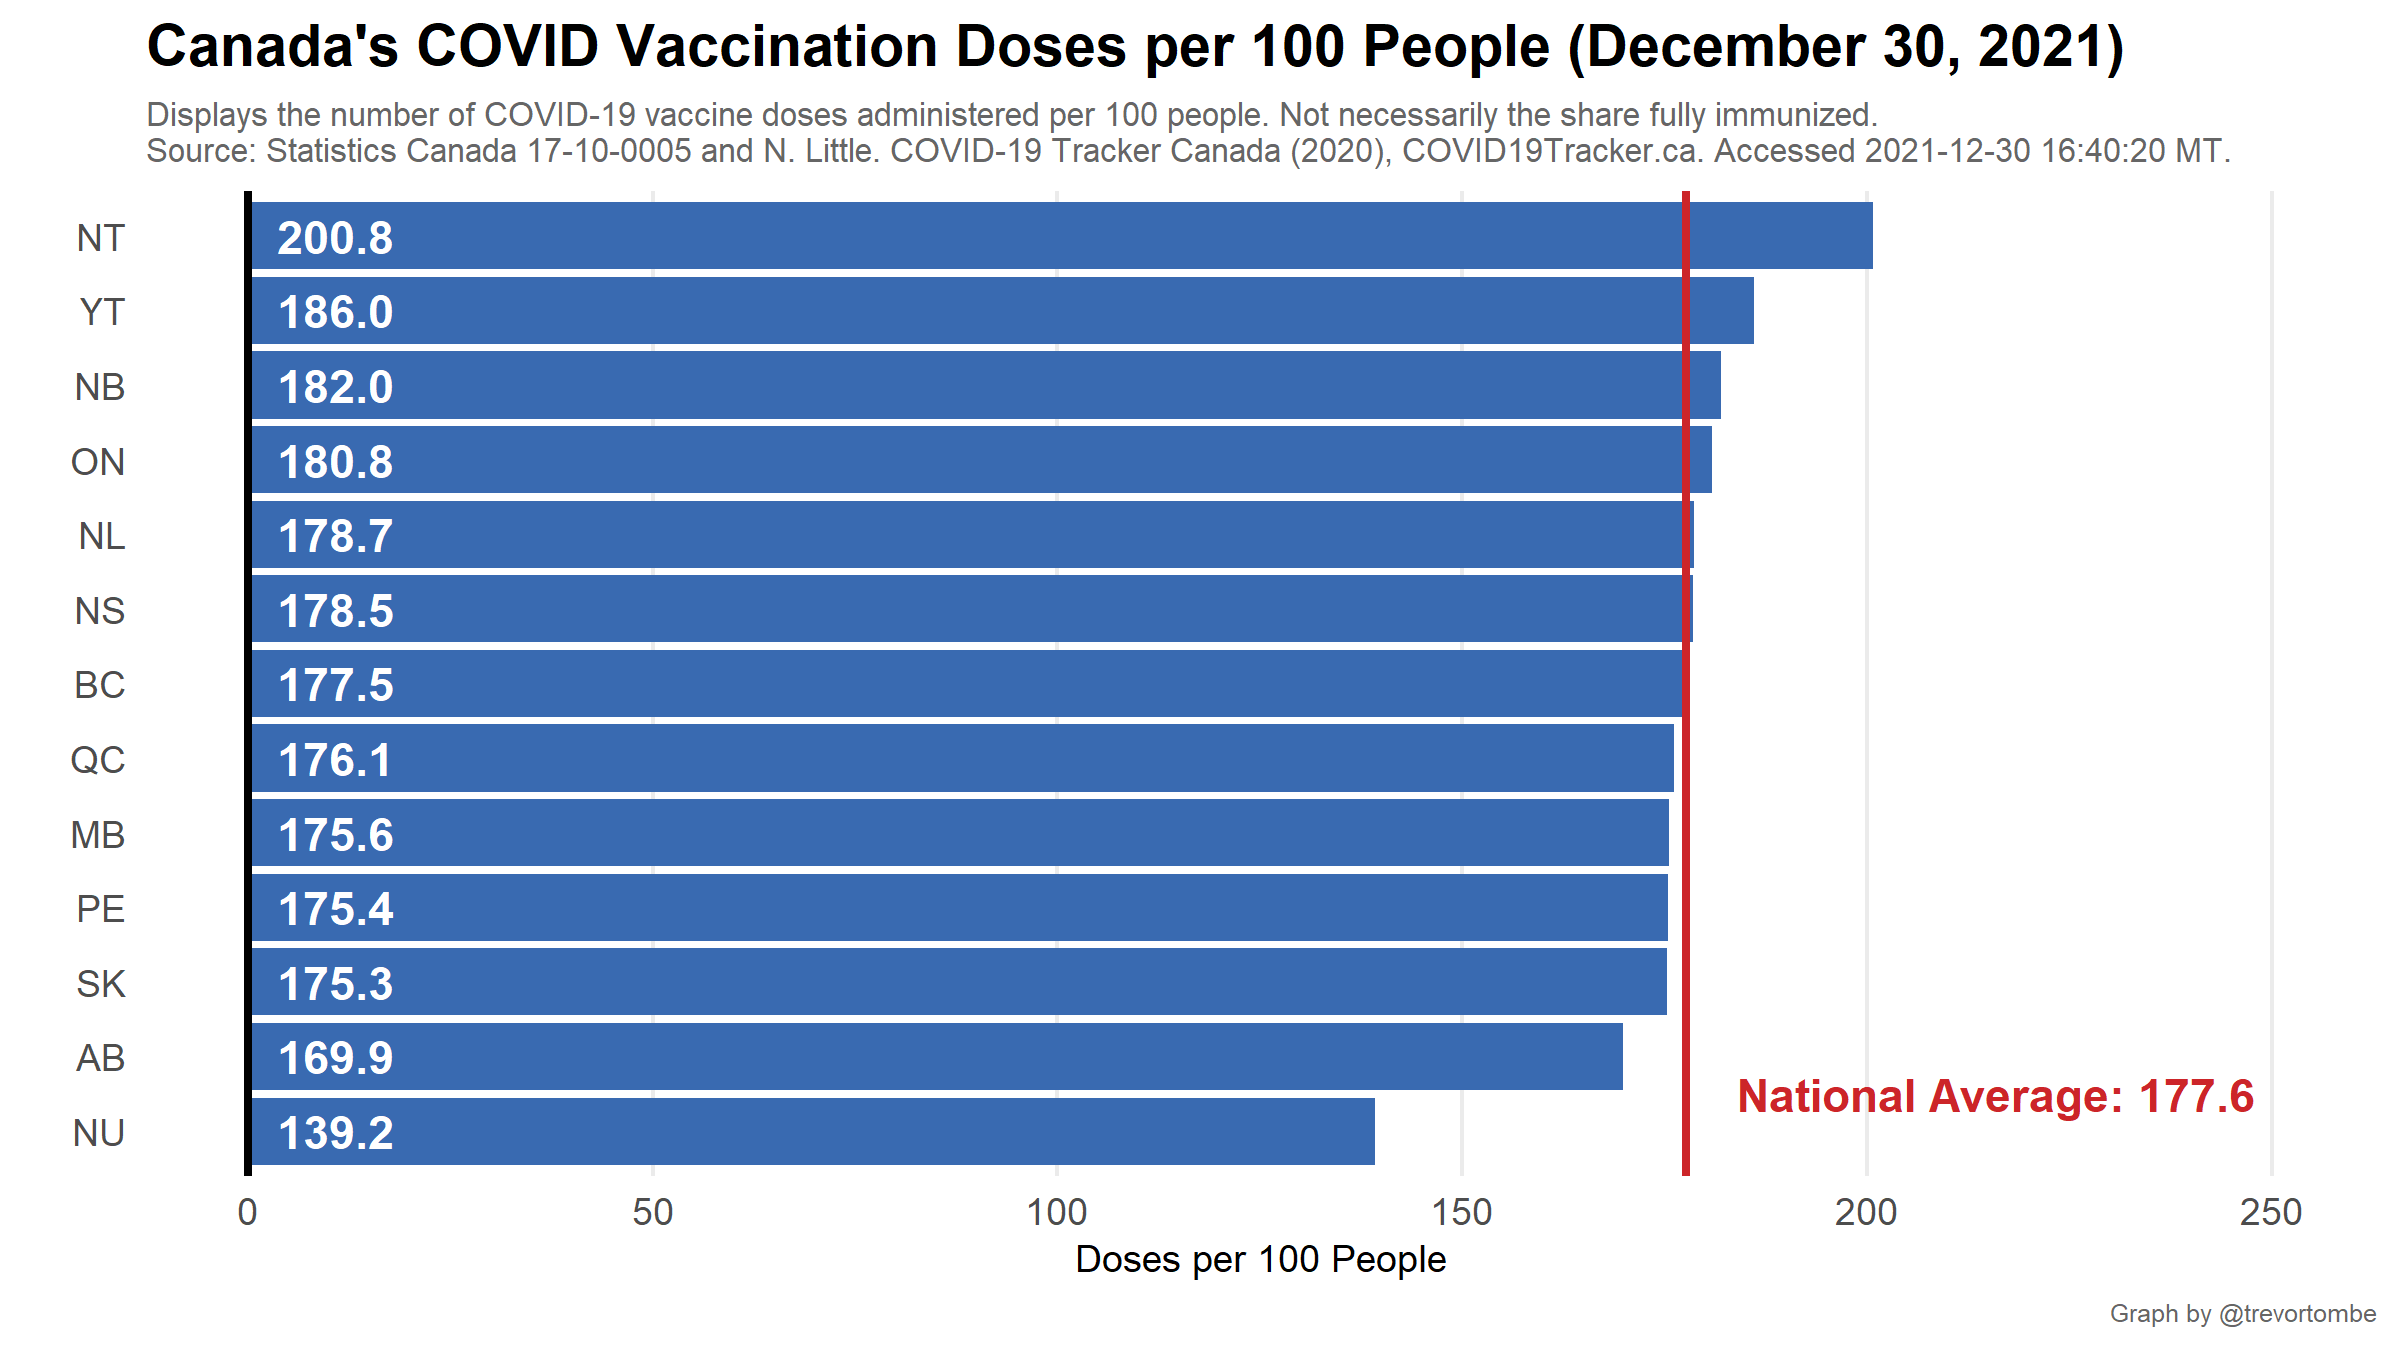 Canada's COVID Vaccination Doses per 100 People (December 30, 2021)
Displays the number of COVID-19 vaccine doses administered per 100 people. Not necessarily the share fully immunized.
Source: Statistics Canada 17-10-0005 and N. Little. COVID-19 Tracker Canada (2020), COVID19Tracker.ca. Accessed 2021-12-30 16:40:20 MT.
NT 200.8
YT 186.0
NB 182.0
ON 180.8
NL 178.7
NS 178.5
BC 177.5
QC 176.1
MB 175.6
PE 175.4
SK 175.3
AB 169.9
National Average: 177.6
NU 139.2
0 50 100 150 200 250
Doses per 100 People
Graph by @trevortombe